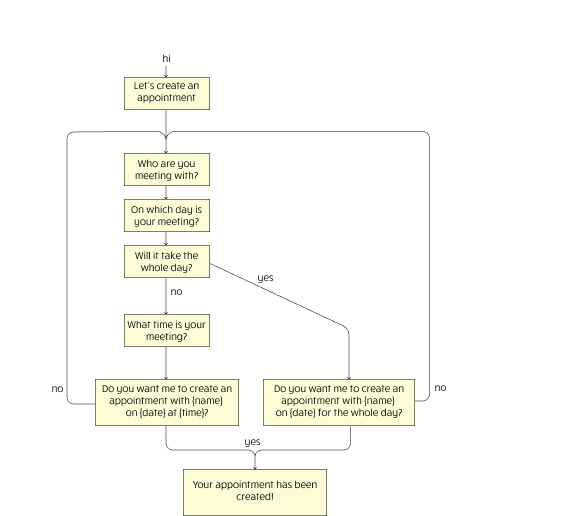 hi
Let's create an
appointment
Who are you
meeting with?
On which day is
your meeting?
Will it take the
whole day?
yes
no
What time is your
meeting?
no
Do you want me to create an
appointment with {name}
on {date} at {time}?
Do you want me to create an
appointment with {name}
on {date} for the whole day?
no
yes
Your appointment has been
created!